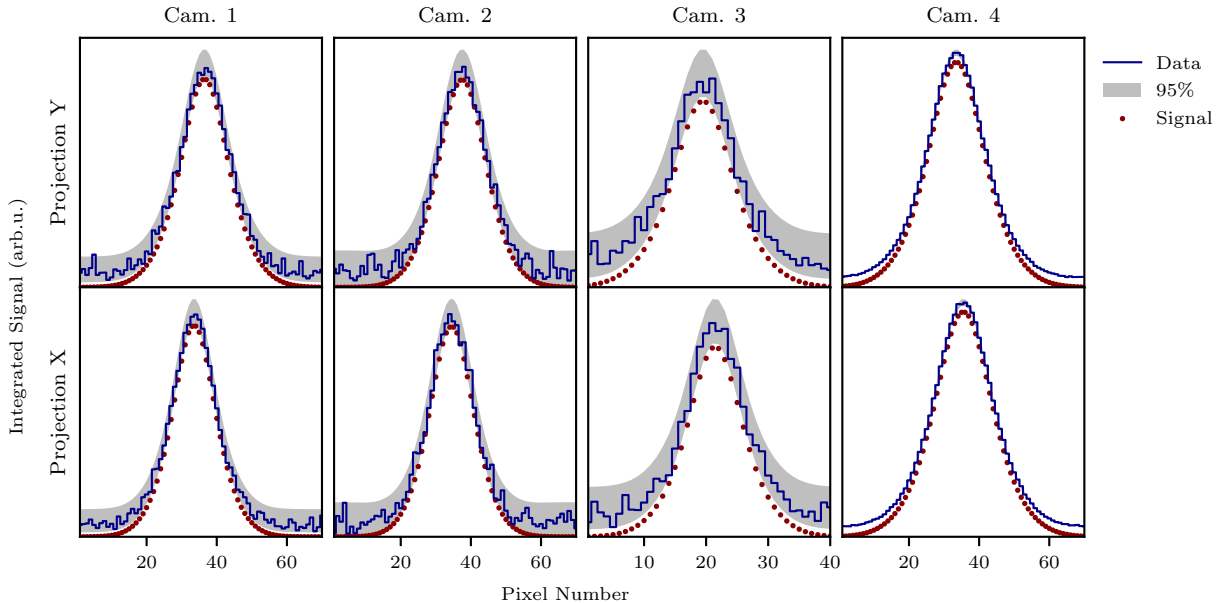 Cam. 1 Cam. 2 Cam. 3 Cam. 4
Data
95%
Signal
Projection Y
Integrated Signal (arb.u.)
Projection X
20 40 60 20 40 60 10 20 30 40 20 40 60
Pixel Number